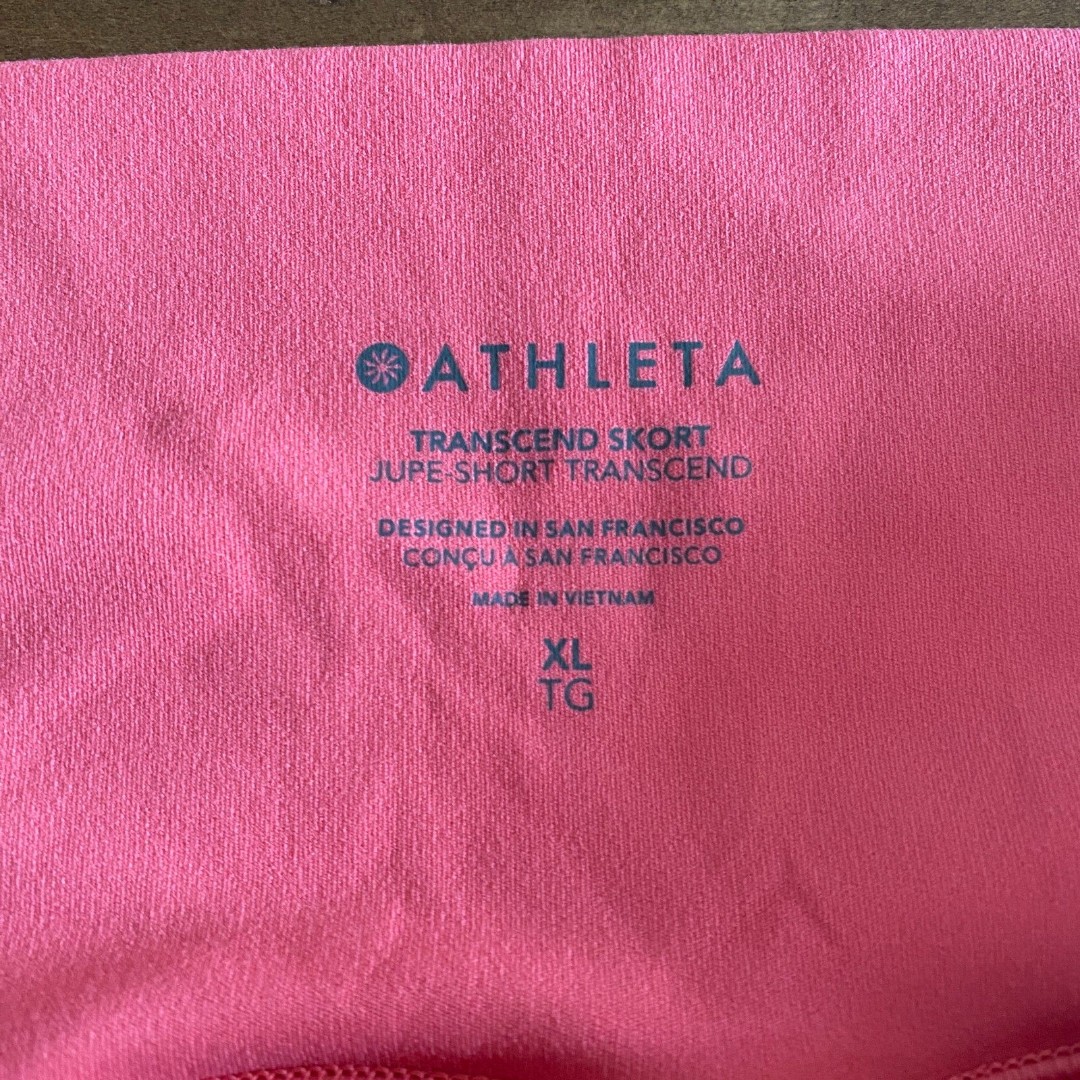 ATHLETA
TRANSCEND SKORT
JUPE-SHORT TRANSCEND
DESIGNED IN SAN FRANCISCO
CONÇU À SAN FRANCISCO
MADE IN VIETNAM
XL
TG